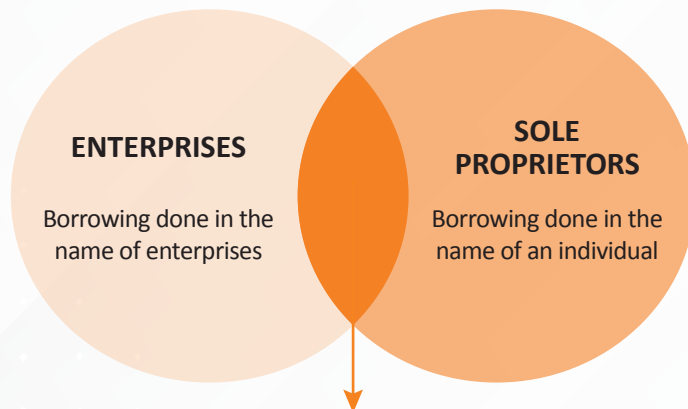 ENTERPRISES
Borrowing done in the
name of enterprises
SOLE
PROPRIETORS
Borrowing done in the
name of an individual